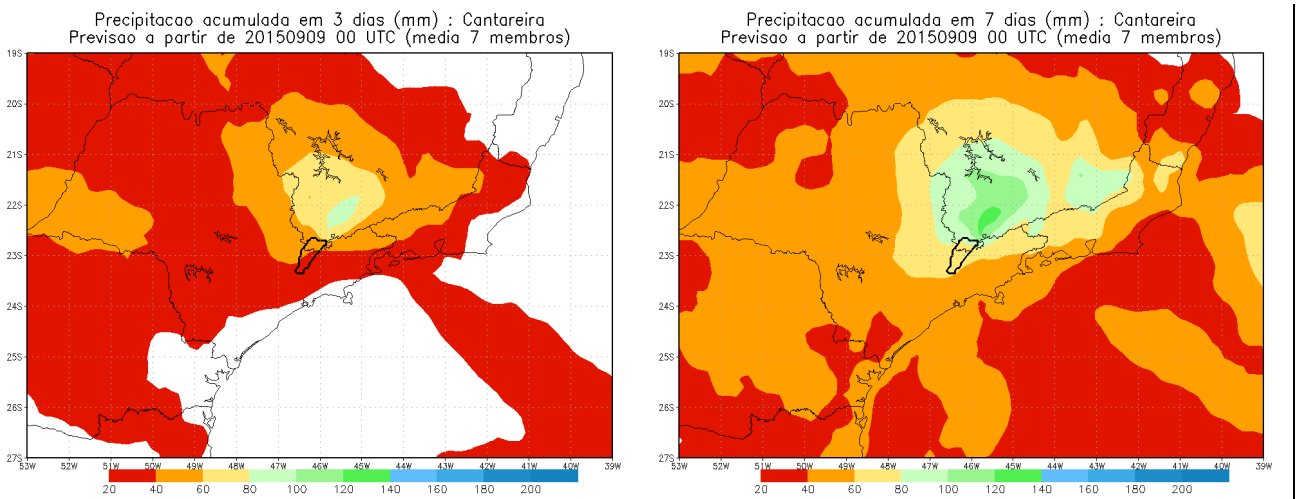 Precipitacao acumulada em 3 dias (mm) : Cantareira
Previsao a partir de 20150909 00 UTC (media 7 membros)
19S
20S
21S
22S
23S
24S
25S
26S
27S
53W 52W 51W 50W 49W 48W 47W 46W 45W 44W 43W 42W 41W 40W 39W
20 40 60 80 100 120 140 160 180 200
Precipitacao acumulada em 7 dias (mm) : Cantareira
Previsao a partir de 20150909 00 UTC (media 7 membros)
19S
20S
21S
22S
23S
24S
25S
26S
27S
53W 52W 51W 50W 49W 48W 47W 46W 45W 44W 43W 42W 41W 40W 39W
20 40 60 80 100 120 140 160 180 200